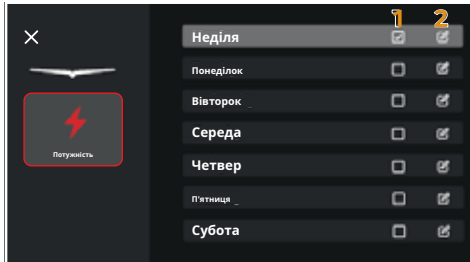 1 2
Неділя
Понеділок
Вівторок _
Середа
Потужність
Четвер
П'ятниця _
Субота